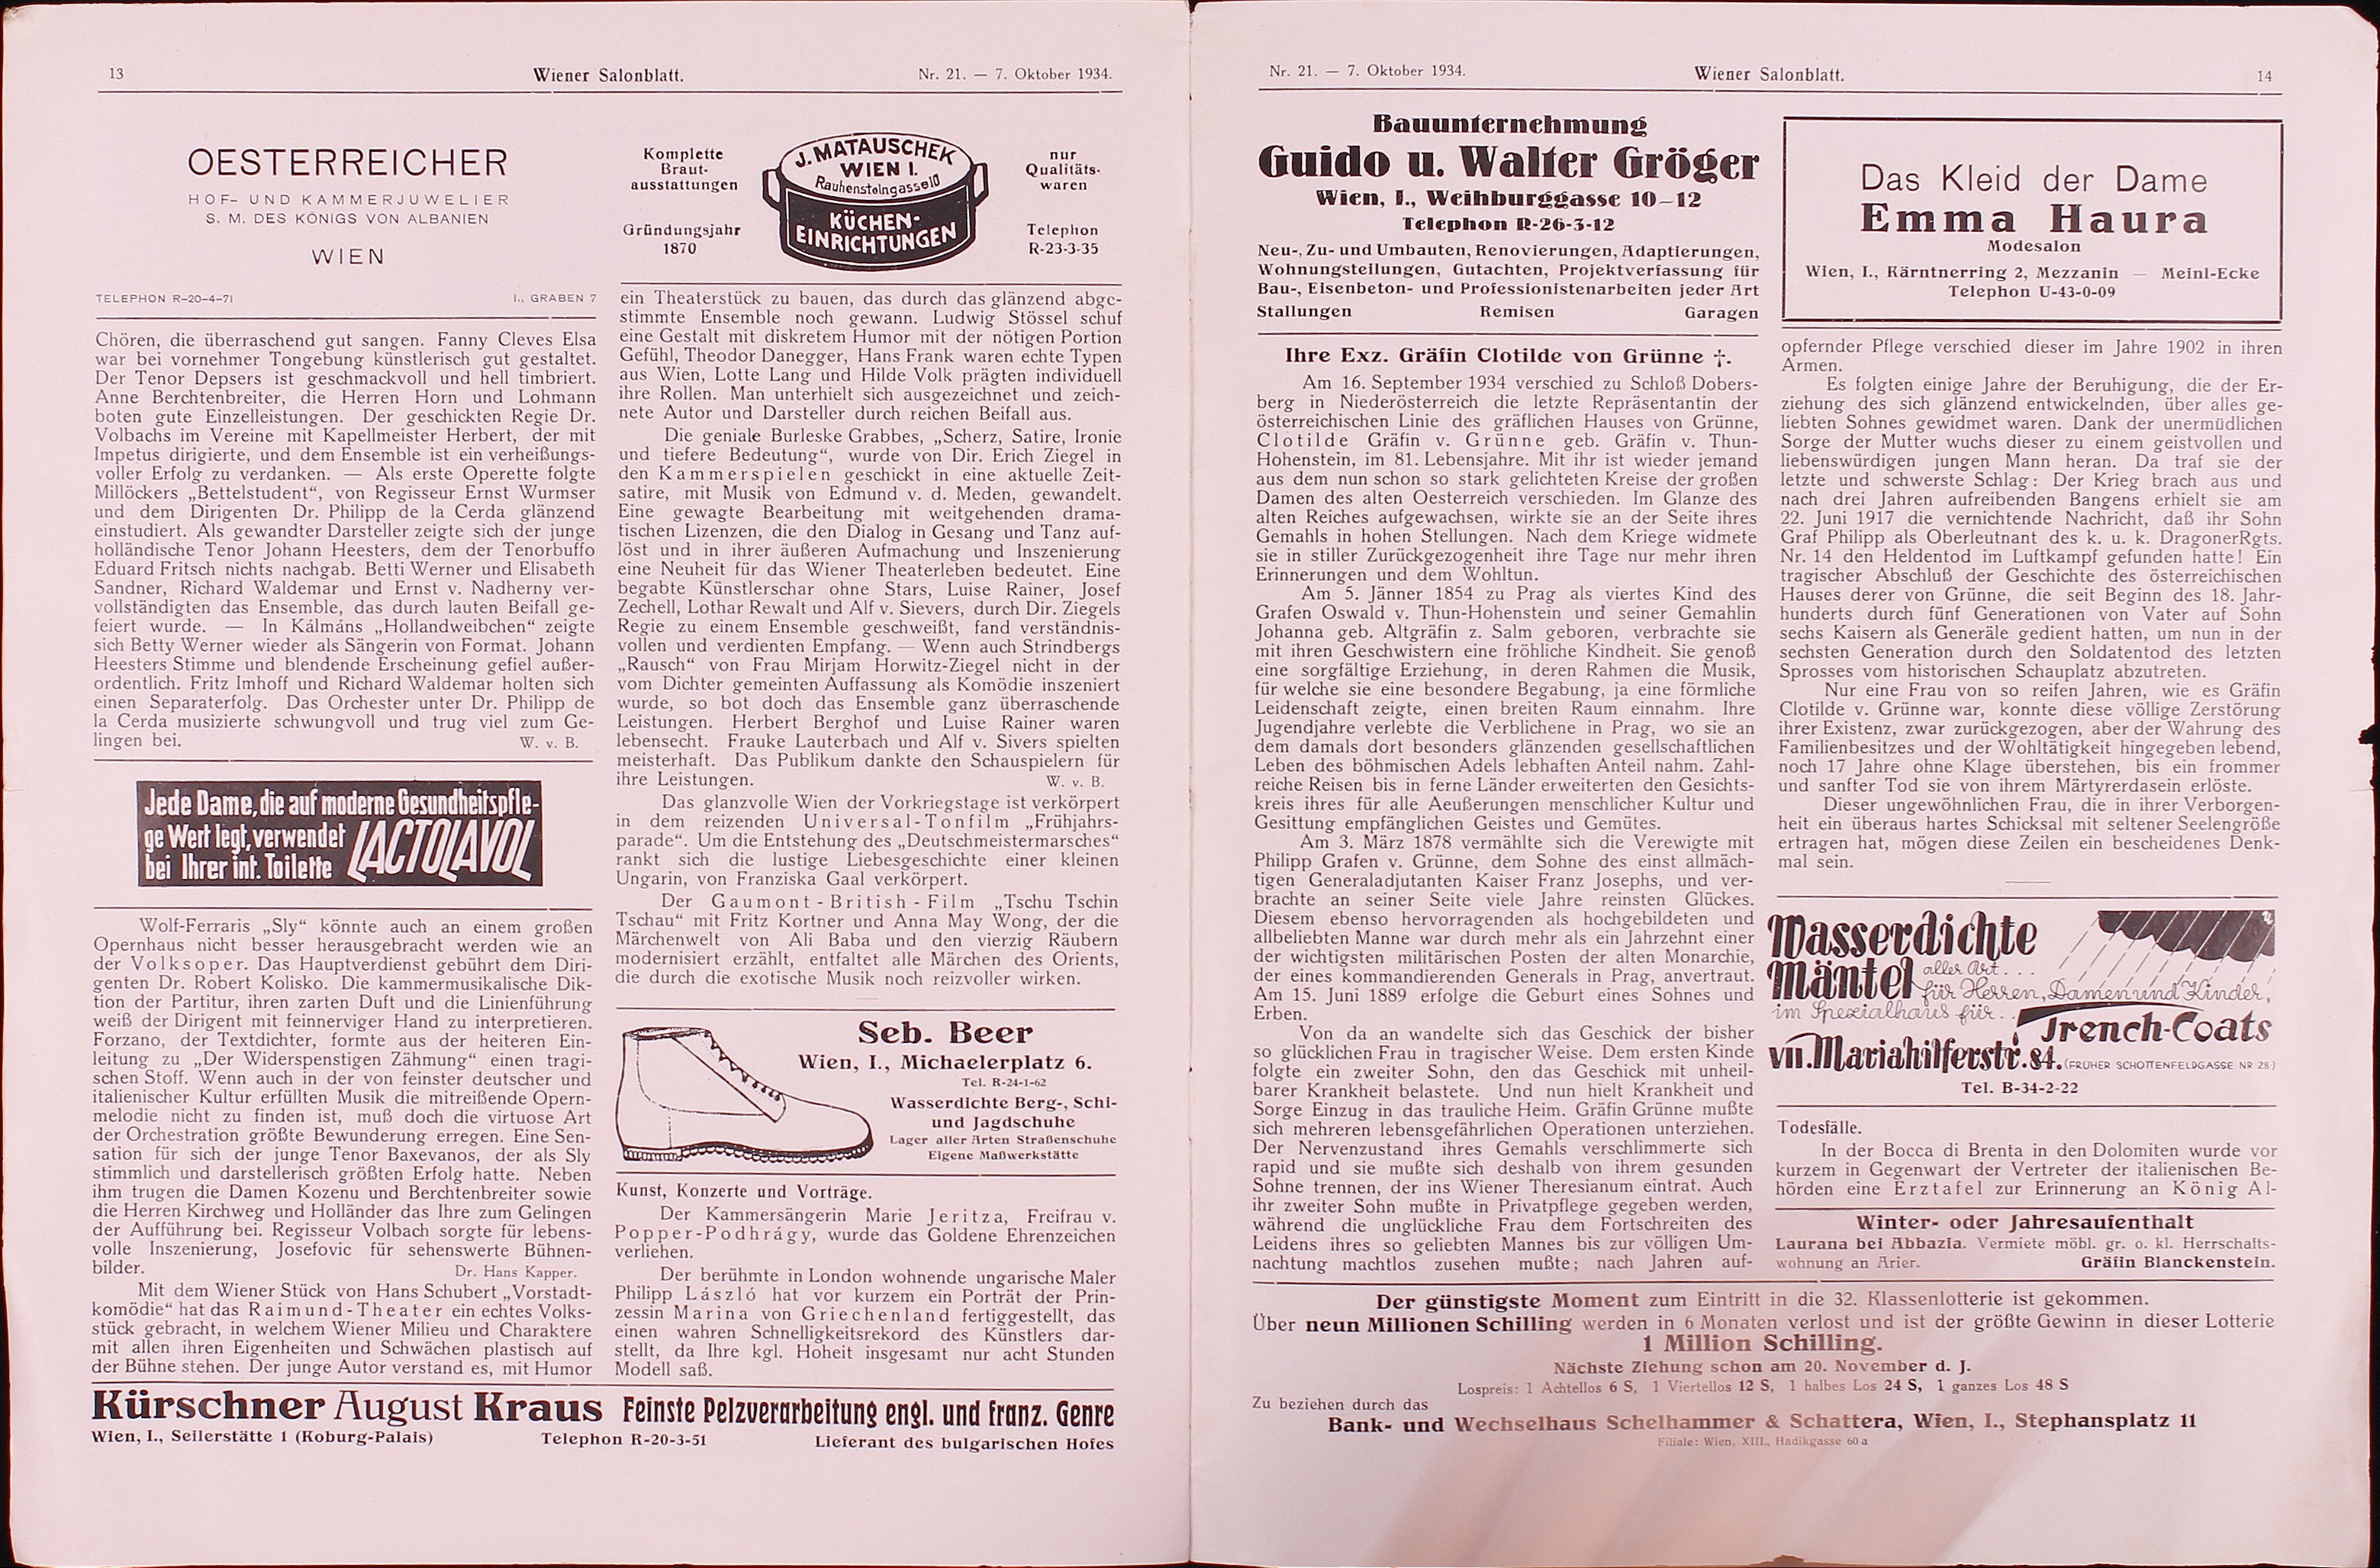 13
Wiener Salonblatt.
Nr. 21. — 7. Oktober 1934.
OESTERREICHER
HOF- UND KAMMERJUWELIER
S. M. DES KÖNIGS VON ALBANIEN
WIEN
TELEPHON R-20-4-71
I., GRABEN 7
Chören, die überraschend gut sangen. Fanny Cleves Elsa
war bei vornehmer Tongebung künstlerisch gut gestaltet.
Der Tenor Depsers ist geschmackvoll und hell timbriert.
Anne Berchtenbreiter, die Herren Horn und Lohmann
boten gute Einzelleistungen. Der geschickten Regie Dr.
Volbachs im Vereine mit Kapellmeister Herbert, der mit
Impetus dirigierte, und dem Ensemble ist ein verheißungs-
voller Erfolg zu verdanken. — Als erste Operette folgte
Millöckers „Bettelstudent“, von Regisseur Ernst Wurmser
und dem Dirigenten Dr. Philipp de la Cerda glänzend
einstudiert. Als gewandter Darsteller zeigte sich der junge
holländische Tenor Johann Heesters, dem der Tenorbuffo
Eduard Fritsch nichts nachgab. Betti Werner und Elisabeth
Sandner, Richard Waldemar und Ernst v. Nadherny ver-
vollständigten das Ensemble, das durch lauten Beifall ge-
feiert wurde. — In Kálmáns „Hollandweibchen“ zeigte
sich Betty Werner wieder als Sängerin von Format. Johann
Heesters Stimme und blendende Erscheinung gefiel außer-
ordentlich. Fritz Imhoff und Richard Waldemar holten sich
einen Separaterfolg. Das Orchester unter Dr. Philipp de
la Cerda musizierte schwungvoll und trug viel zum Ge-
lingen bei. W. v. B.
Jede Dame, die auf moderne Gesundheitspfle-
ge Wert legt, verwendet
bei Ihrer int. Toilette LACTOLAVOL
Wolf-Ferraris „Sly“ könnte auch an einem großen
Opernhaus nicht besser herausgebracht werden wie an
der Volksoper. Das Hauptverdienst gebührt dem Diri-
genten Dr. Robert Kolisko. Die kammermusikalische Dik-
tion der Partitur, ihren zarten Duft und die Linienführung
weiß der Dirigent mit feinnerviger Hand zu interpretieren.
Forzano, der Textdichter, formte aus der heiteren Ein-
leitung zu „Der Widerspenstigen Zähmung“ einen tragi-
schen Stoff. Wenn auch in der von feinster deutscher und
italienischer Kultur erfüllten Musik die mitreißende Opern-
melodie nicht zu finden ist, muß doch die virtuose Art
der Orchestration größte Bewunderung erregen. Eine Sen-
sation für sich der junge Tenor Baxevanos, der als Sly
stimmlich und darstellerisch größten Erfolg hatte. Neben
ihm trugen die Damen Kozenu und Berchtenbreiter sowie
die Herren Kirchweg und Holländer das Ihre zum Gelingen
der Aufführung bei. Regisseur Volbach sorgte für lebens-
volle Inszenierung, Josefovic für sehenswerte Bühnen-
bilder. Dr. Hans Kapper.
Mit dem Wiener Stück von Hans Schubert „Vorstadt-
komödie“ hat das Raimund-Theater ein echtes Volks-
stück gebracht, in welchem Wiener Milieu und Charaktere
mit allen ihren Eigenheiten und Schwächen plastisch auf
der Bühne stehen. Der junge Autor verstand es, mit Humor
Komplette
Braut-
ausstattungen
Gründungsjahr
1870
J. MATAUSCHEK
WIEN I.
Rauhensteingasse 10
KÜCHEN-
EINRICHTUNGEN
nur
Qualitäts-
waren
Telephon
R-23-3-35
ein Theaterstück zu bauen, das durch das glänzend abge-
stimmte Ensemble noch gewann. Ludwig Stössel schuf
eine Gestalt mit diskretem Humor mit der nötigen Portion
Gefühl, Theodor Danegger, Hans Frank waren echte Typen
aus Wien, Lotte Lang und Hilde Volk prägten individuell
ihre Rollen. Man unterhielt sich ausgezeichnet und zeich-
nete Autor und Darsteller durch reichen Beifall aus.
Die geniale Burleske Grabbes, „Scherz, Satire, Ironie
und tiefere Bedeutung“, wurde von Dir. Erich Ziegel in
den Kammerspielen geschickt in eine aktuelle Zeit-
satire, mit Musik von Edmund v. d. Meden, gewandelt.
Eine gewagte Bearbeitung mit weitgehenden drama-
tischen Lizenzen, die den Dialog in Gesang und Tanz auf-
löst und in ihrer äußeren Aufmachung und Inszenierung
eine Neuheit für das Wiener Theaterleben bedeutet. Eine
begabte Künstlerschar ohne Stars, Luise Rainer, Josef
Zechell, Lothar Rewalt und Alf v. Sievers, durch Dir. Ziegels
Regie zu einem Ensemble geschweißt, fand verständnis-
vollen und verdienten Empfang. — Wenn auch Strindbergs
„Rausch“ von Frau Mirjam Horwitz-Ziegel nicht in der
vom Dichter gemeinten Auffassung als Komödie inszeniert
wurde, so bot doch das Ensemble ganz überraschende
Leistungen. Herbert Berghof und Luise Rainer waren
lebensecht. Frauke Lauterbach und Alf v. Sivers spielten
meisterhaft. Das Publikum dankte den Schauspielern für
ihre Leistungen. W. v. B.
Das glanzvolle Wien der Vorkriegstage ist verkörpert
in dem reizenden Universal-Tonfilm „Frühjahrs-
parade“. Um die Entstehung des „Deutschmeistermarsches“
rankt sich die lustige Liebesgeschichte einer kleinen
Ungarin, von Franziska Gaal verkörpert.
Der Gaumont-British-Film „Tschu Tschin
Tschau“ mit Fritz Kortner und Anna May Wong, der die
Märchenwelt von Ali Baba und den vierzig Räubern
modernisiert erzählt, entfaltet alle Märchen des Orients,
die durch die exotische Musik noch reizvoller wirken.
Seb. Beer
Wien, I., Michaelerplatz 6.
Tel. R-24-1-62
Wasserdichte Berg-, Schi-
und Jagdschuhe
Lager aller Arten Straßenschuhe
Eigene Maßwerkstätte
Kunst, Konzerte und Vorträge.
Der Kammersängerin Marie Jeritza, Freifrau v.
Popper-Podhrágy, wurde das Goldene Ehrenzeichen
verliehen.
Der berühmte in London wohnende ungarische Maler
Philipp László hat vor kurzem ein Porträt der Prin-
zessin Marina von Griechenland fertiggestellt, das
einen wahren Schnelligkeitsrekord des Künstlers dar-
stellt, da Ihre kgl. Hoheit insgesamt nur acht Stunden
Modell saß.
Kürschner August Kraus Feinste Pelzverarbeitung engl. und franz. Genre
Wien, I., Seilerstätte 1 (Koburg-Palais) Telephon R-20-3-51 Lieferant des bulgarischen Hofes
Nr. 21. — 7. Oktober 1934.
Wiener Salonblatt.
14
Bauunternehmung
Guido u. Walter Gröger
Wien, I., Weihburggasse 10–12
Telephon R-26-3-12
Neu-, Zu- und Umbauten, Renovierungen, Adaptierungen,
Wohnungsteilungen, Gutachten, Projektverfassung für
Bau-, Eisenbeton- und Professionistenarbeiten jeder Art
Stallungen Remisen Garagen
Ihre Exz. Gräfin Clotilde von Grünne †.
Am 16. September 1934 verschied zu Schloß Dobers-
berg in Niederösterreich die letzte Repräsentantin der
österreichischen Linie des gräflichen Hauses von Grünne,
Clotilde Gräfin v. Grünne geb. Gräfin v. Thun-
Hohenstein, im 81. Lebensjahre. Mit ihr ist wieder jemand
aus dem nun schon so stark gelichteten Kreise der großen
Damen des alten Oesterreich verschieden. Im Glanze des
alten Reiches aufgewachsen, wirkte sie an der Seite ihres
Gemahls in hohen Stellungen. Nach dem Kriege widmete
sie in stiller Zurückgezogenheit ihre Tage nur mehr ihren
Erinnerungen und dem Wohltun.
Am 5. Jänner 1854 zu Prag als viertes Kind des
Grafen Oswald v. Thun-Hohenstein und seiner Gemahlin
Johanna geb. Altgräfin z. Salm geboren, verbrachte sie
mit ihren Geschwistern eine fröhliche Kindheit. Sie genoß
eine sorgfältige Erziehung, in deren Rahmen die Musik,
für welche sie eine besondere Begabung, ja eine förmliche
Leidenschaft zeigte, einen breiten Raum einnahm. Ihre
Jugendjahre verlebte die Verblichene in Prag, wo sie an
dem damals dort besonders glänzenden gesellschaftlichen
Leben des böhmischen Adels lebhaften Anteil nahm. Zahl-
reiche Reisen bis in ferne Länder erweiterten den Gesichts-
kreis ihres für alle Aeußerungen menschlicher Kultur und
Gesittung empfänglichen Geistes und Gemütes.
Am 3. März 1878 vermählte sich die Verewigte mit
Philipp Grafen v. Grünne, dem Sohne des einst allmäch-
tigen Generaladjutanten Kaiser Franz Josephs, und ver-
brachte an seiner Seite viele Jahre reinsten Glückes.
Diesem ebenso hervorragenden als hochgebildeten und
allbeliebten Manne war durch mehr als ein Jahrzehnt einer
der wichtigsten militärischen Posten der alten Monarchie,
der eines kommandierenden Generals in Prag, anvertraut.
Am 15. Juni 1889 erfolge die Geburt eines Sohnes und
Erben.
Von da an wandelte sich das Geschick der bisher
so glücklichen Frau in tragischer Weise. Dem ersten Kinde
folgte ein zweiter Sohn, den das Geschick mit unheil-
barer Krankheit belastete. Und nun hielt Krankheit und
Sorge Einzug in das trauliche Heim. Gräfin Grünne mußte
sich mehreren lebensgefährlichen Operationen unterziehen.
Der Nervenzustand ihres Gemahls verschlimmerte sich
rapid und sie mußte sich deshalb von ihrem gesunden
Sohne trennen, der ins Wiener Theresianum eintrat. Auch
ihr zweiter Sohn mußte in Privatpflege gegeben werden,
während die unglückliche Frau dem Fortschreiten des
Leidens ihres so geliebten Mannes bis zur völligen Um-
nachtung machtlos zusehen mußte; nach Jahren auf-
Das Kleid der Dame
Emma Haura
Modesalon
Wien, I., Kärntnerring 2, Mezzanin — Meinl-Ecke
Telephon U-43-0-09
opfernder Pflege verschied dieser im Jahre 1902 in ihren
Armen.
Es folgten einige Jahre der Beruhigung, die der Er-
ziehung des sich glänzend entwickelnden, über alles ge-
liebten Sohnes gewidmet waren. Dank der unermüdlichen
Sorge der Mutter wuchs dieser zu einem geistvollen und
liebenswürdigen jungen Mann heran. Da traf sie der
letzte und schwerste Schlag: Der Krieg brach aus und
nach drei Jahren aufreibenden Bangens erhielt sie am
22. Juni 1917 die vernichtende Nachricht, daß ihr Sohn
Graf Philipp als Oberleutnant des k. u. k. DragonerRgts.
Nr. 14 den Heldentod im Luftkampf gefunden hatte! Ein
tragischer Abschluß der Geschichte des österreichischen
Hauses derer von Grünne, die seit Beginn des 18. Jahr-
hunderts durch fünf Generationen von Vater auf Sohn
sechs Kaisern als Generäle gedient hatten, um nun in der
sechsten Generation durch den Soldatentod des letzten
Sprosses vom historischen Schauplatz abzutreten.
Nur eine Frau von so reifen Jahren, wie es Gräfin
Clotilde v. Grünne war, konnte diese völlige Zerstörung
ihrer Existenz, zwar zurückgezogen, aber der Wahrung des
Familienbesitzes und der Wohltätigkeit hingegeben lebend,
noch 17 Jahre ohne Klage überstehen, bis ein frommer
und sanfter Tod sie von ihrem Märtyrerdasein erlöste.
Dieser ungewöhnlichen Frau, die in ihrer Verborgen-
heit ein überaus hartes Schicksal mit seltener Seelengröße
ertragen hat, mögen diese Zeilen ein bescheidenes Denk-
mal sein.
Wasserdichte
Mäntel aller Art...
für Herren, Damen und Kinder,
im Spezialhaus für..
Trench-Coats
VII. Mariahilferstr. 84. (FRÜHER SCHOTTENFELDGASSE NR 28)
Tel. B-34-2-22
Todesfälle.
In der Bocca di Brenta in den Dolomiten wurde vor
kurzem in Gegenwart der Vertreter der italienischen Be-
hörden eine Erztafel zur Erinnerung an König Al-
Winter- oder Jahresaufenthalt
Laurana bei Abbazia. Vermiete möbl. gr. o. kl. Herrschafts-
wohnung an Arier. Gräfin Blanckenstein.
Der günstigste Moment zum Eintritt in die 32. Klassenlotterie ist gekommen.
Über neun Millionen Schilling werden in 6 Monaten verlost und ist der größte Gewinn in dieser Lotterie
1 Million Schilling.
Nächste Ziehung schon am 20. November d. J.
Lospreis: 1 Achtellos 6 S, 1 Viertellos 12 S, 1 halbes Los 24 S, 1 ganzes Los 48 S
Zu beziehen durch das
Bank- und Wechselhaus Schelhammer & Schattera, Wien, I., Stephansplatz 11
Filiale: Wien, XIII., Hadikgasse 60 a